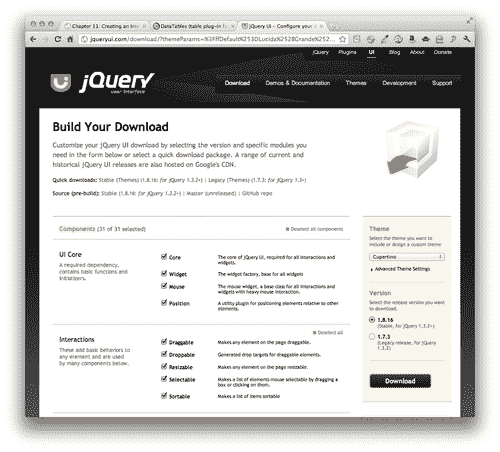 Chapter 11: Creating an Inter
DataTables (table plug-in fo
jQuery UI - Configure your d
jqueryui.com/download/?themeParams=%3FffDefault%3DLucida%2BGrande%252
jQuery Plugins UI Blog About Donate
jQuery
user interface
Download Demos & Documentation Themes Development Support
Build Your Download
Customize your jQuery UI download by selecting the version and specific modules you
need in the form below or select a quick download package. A range of current and
historical jQuery UI releases are also hosted on Google's CDN.
Quick downloads: Stable (Themes) (1.8.16: for jQuery 1.3.2+) | Legacy (Themes) (1.7.3: for jQuery 1.3+)
Source (pre-build): Stable (1.8.16: for jQuery 1.3.2+) | Master (unreleased) | GitHub repo
Components (31 of 31 selected)
Deselect all components
UI Core
A required dependency,
contains basic functions and
initializers.
Core
The core of jQuery UI, required for all interactions and
widgets.
Widget
The widget factory, base for all widgets
Mouse
The mouse widget, a base class for all interactions and
widgets with heavy mouse interaction.
Position
A utility plugin for positioning elements relative to other
elements.
Deselect all
Interactions
These add basic behaviors to
any element and are used
by many components below.
Draggable
Makes any element on the page draggable.
Droppable
Generated drop targets for draggable elements.
Resizable
Makes any element on the page resizable.
Selectable
Makes a list of elements mouse selectable by dragging a
box or clicking on them.
Sortable
Makes a list of items sortable
Theme
Select the theme you want to
include or design a custom theme
Cupertino
Advanced Theme Settings
Version
Select the release version you want
to download.
1.8.16
(Stable, for jQuery 1.3.2+)
1.7.3
(Legacy release, for jQuery
1.3.2)
Download